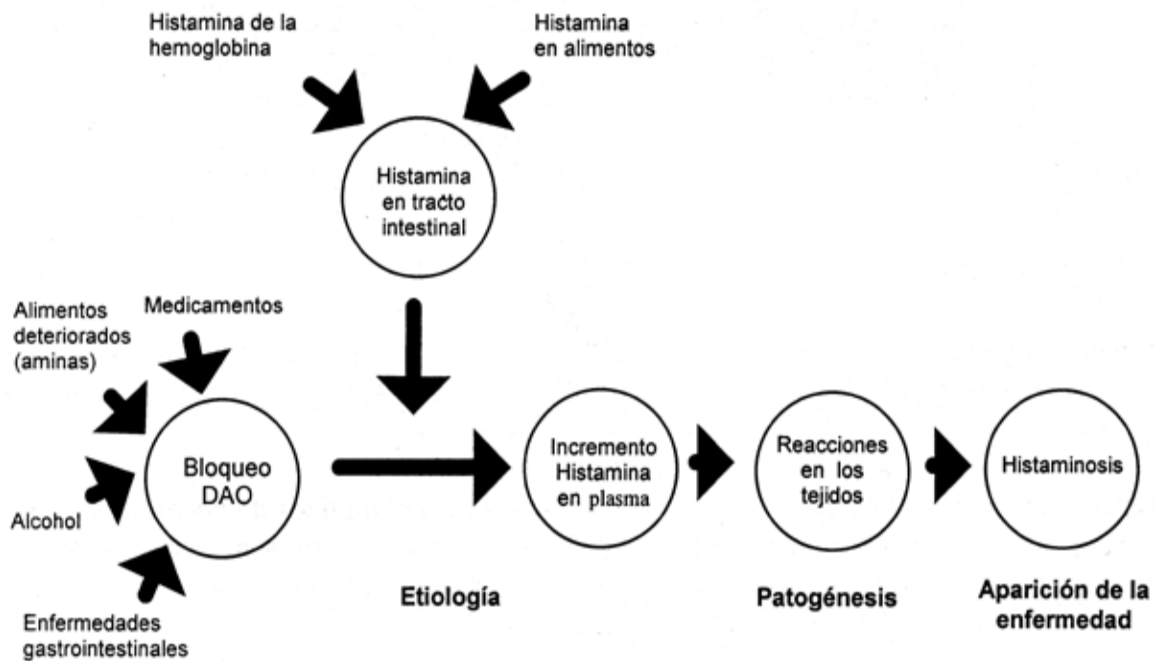 Histamina de la
hemoglobina
Histamina
en alimentos
Histamina
en tracto
intestinal
Alimentos
deteriorados
(aminas)
Medicamentos
Bloqueo
DAO
Alcohol
Enfermedades
gastrointestinales
Incremento
Histamina
en plasma
Reacciones
en los
tejidos
Histaminosis
Etiología
Patogénesis
Aparición de la
enfermedad